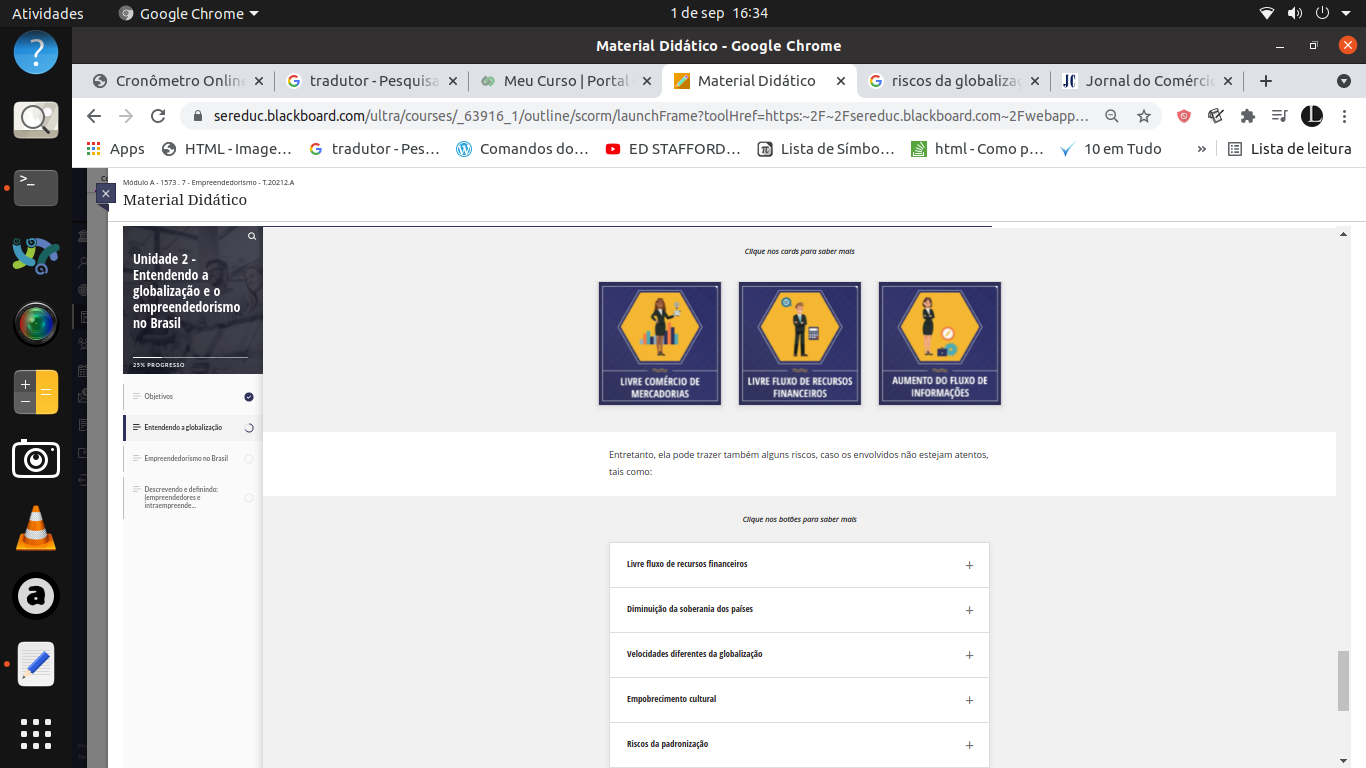 Atividades
Google Chrome
1 de sep 16:34
Material Didático - Google Chrome
Cronômetro Online
tradutor - Pesquisa
Meu Curso | Portal
Material Didático
riscos da globalizaç
Jornal do Comérci
sereduc.blackboard.com/ultra/courses/_63916_1/outline/scorm/launchFrame?toolHref=https:~2F~2Fsereduc.blackboard.com~2Fwebapp…
Apps
HTML - Image…
tradutor - Pes…
Comandos do…
ED STAFFORD…
Lista de Símbo…
html - Como p…
10 em Tudo
»
Lista de leitura
Módulo A - 1573 . 7 - Empreendedorismo - T.20212.A
Material Didático
Unidade 2 -
Entendendo a
globalização e o
empreendedorismo
no Brasil
25% PROGRESSO
Objetivos
Entendendo a globalização
Empreendedorismo no Brasil
Descrevendo e definindo:
(empreendedores e
intraempreende...
Clique nos cards para saber mais
LIVRE COMÉRCIO DE
MERCADORIAS
LIVRE FLUXO DE RECURSOS
FINANCEIROS
AUMENTO DO FLUXO DE
INFORMAÇÕES
Entretanto, ela pode trazer também alguns riscos, caso os envolvidos não estejam atentos,
tais como:
Clique nos botões para saber mais
Livre fluxo de recursos financeiros
Diminuição da soberania dos países
Velocidades diferentes da globalização
Empobrecimento cultural
Riscos da padronização